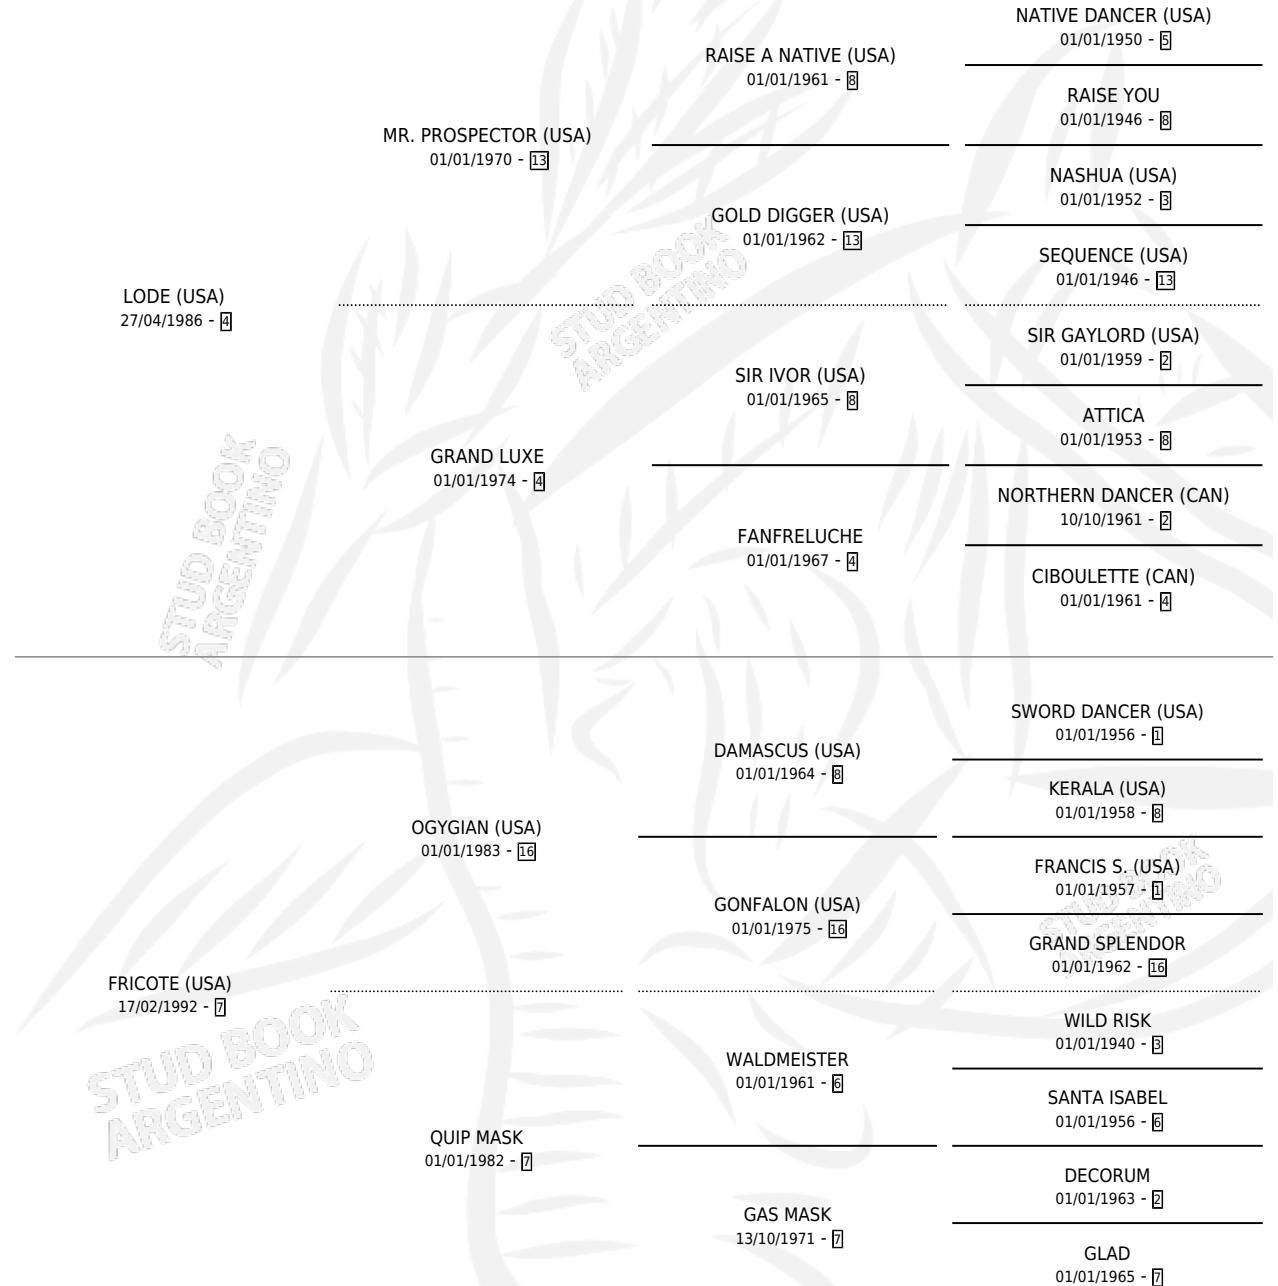 NATIVE DANCER (USA)
01/01/1950 - 5
RAISE A NATIVE (USA)
01/01/1961 - 8
RAISE YOU
01/01/1946 - 8
MR. PROSPECTOR (USA)
01/01/1970 - 13
NASHUA (USA)
01/01/1952 - 3
GOLD DIGGER (USA)
01/01/1962 - 13
SEQUENCE (USA)
01/01/1946 - 13
LODE (USA)
27/04/1986 - 4
STUD BOOK
ARGENTINO
SIR GAYLORD (USA)
01/01/1959 - 2
SIR IVOR (USA)
01/01/1965 - 8
ATTICA
01/01/1953 - 8
GRAND LUXE
01/01/1974 - 4
NORTHERN DANCER (CAN)
10/10/1961 - 2
FANFRELUCHE
01/01/1967 - 4
CIBOULETTE (CAN)
01/01/1961 - 4
STUD BOOK
ARGENTINO
SWORD DANCER (USA)
01/01/1956 - 1
DAMASCUS (USA)
01/01/1964 - 8
KERALA (USA)
01/01/1958 - 8
OGYGIAN (USA)
01/01/1983 - 16
FRANCIS S. (USA)
01/01/1957 - 1
GONFALON (USA)
01/01/1975 - 16
GRAND SPLENDOR
01/01/1962 - 16
STUD BOOK
ARGENTINO
FRICOTE (USA)
17/02/1992 - 7
WILD RISK
01/01/1940 - 3
WALDMEISTER
01/01/1961 - 6
SANTA ISABEL
01/01/1956 - 6
STUD BOOK
ARGENTINO
QUIP MASK
01/01/1982 - 7
DECORUM
01/01/1963 - 2
GAS MASK
13/10/1971 - 7
GLAD
01/01/1965 - 7